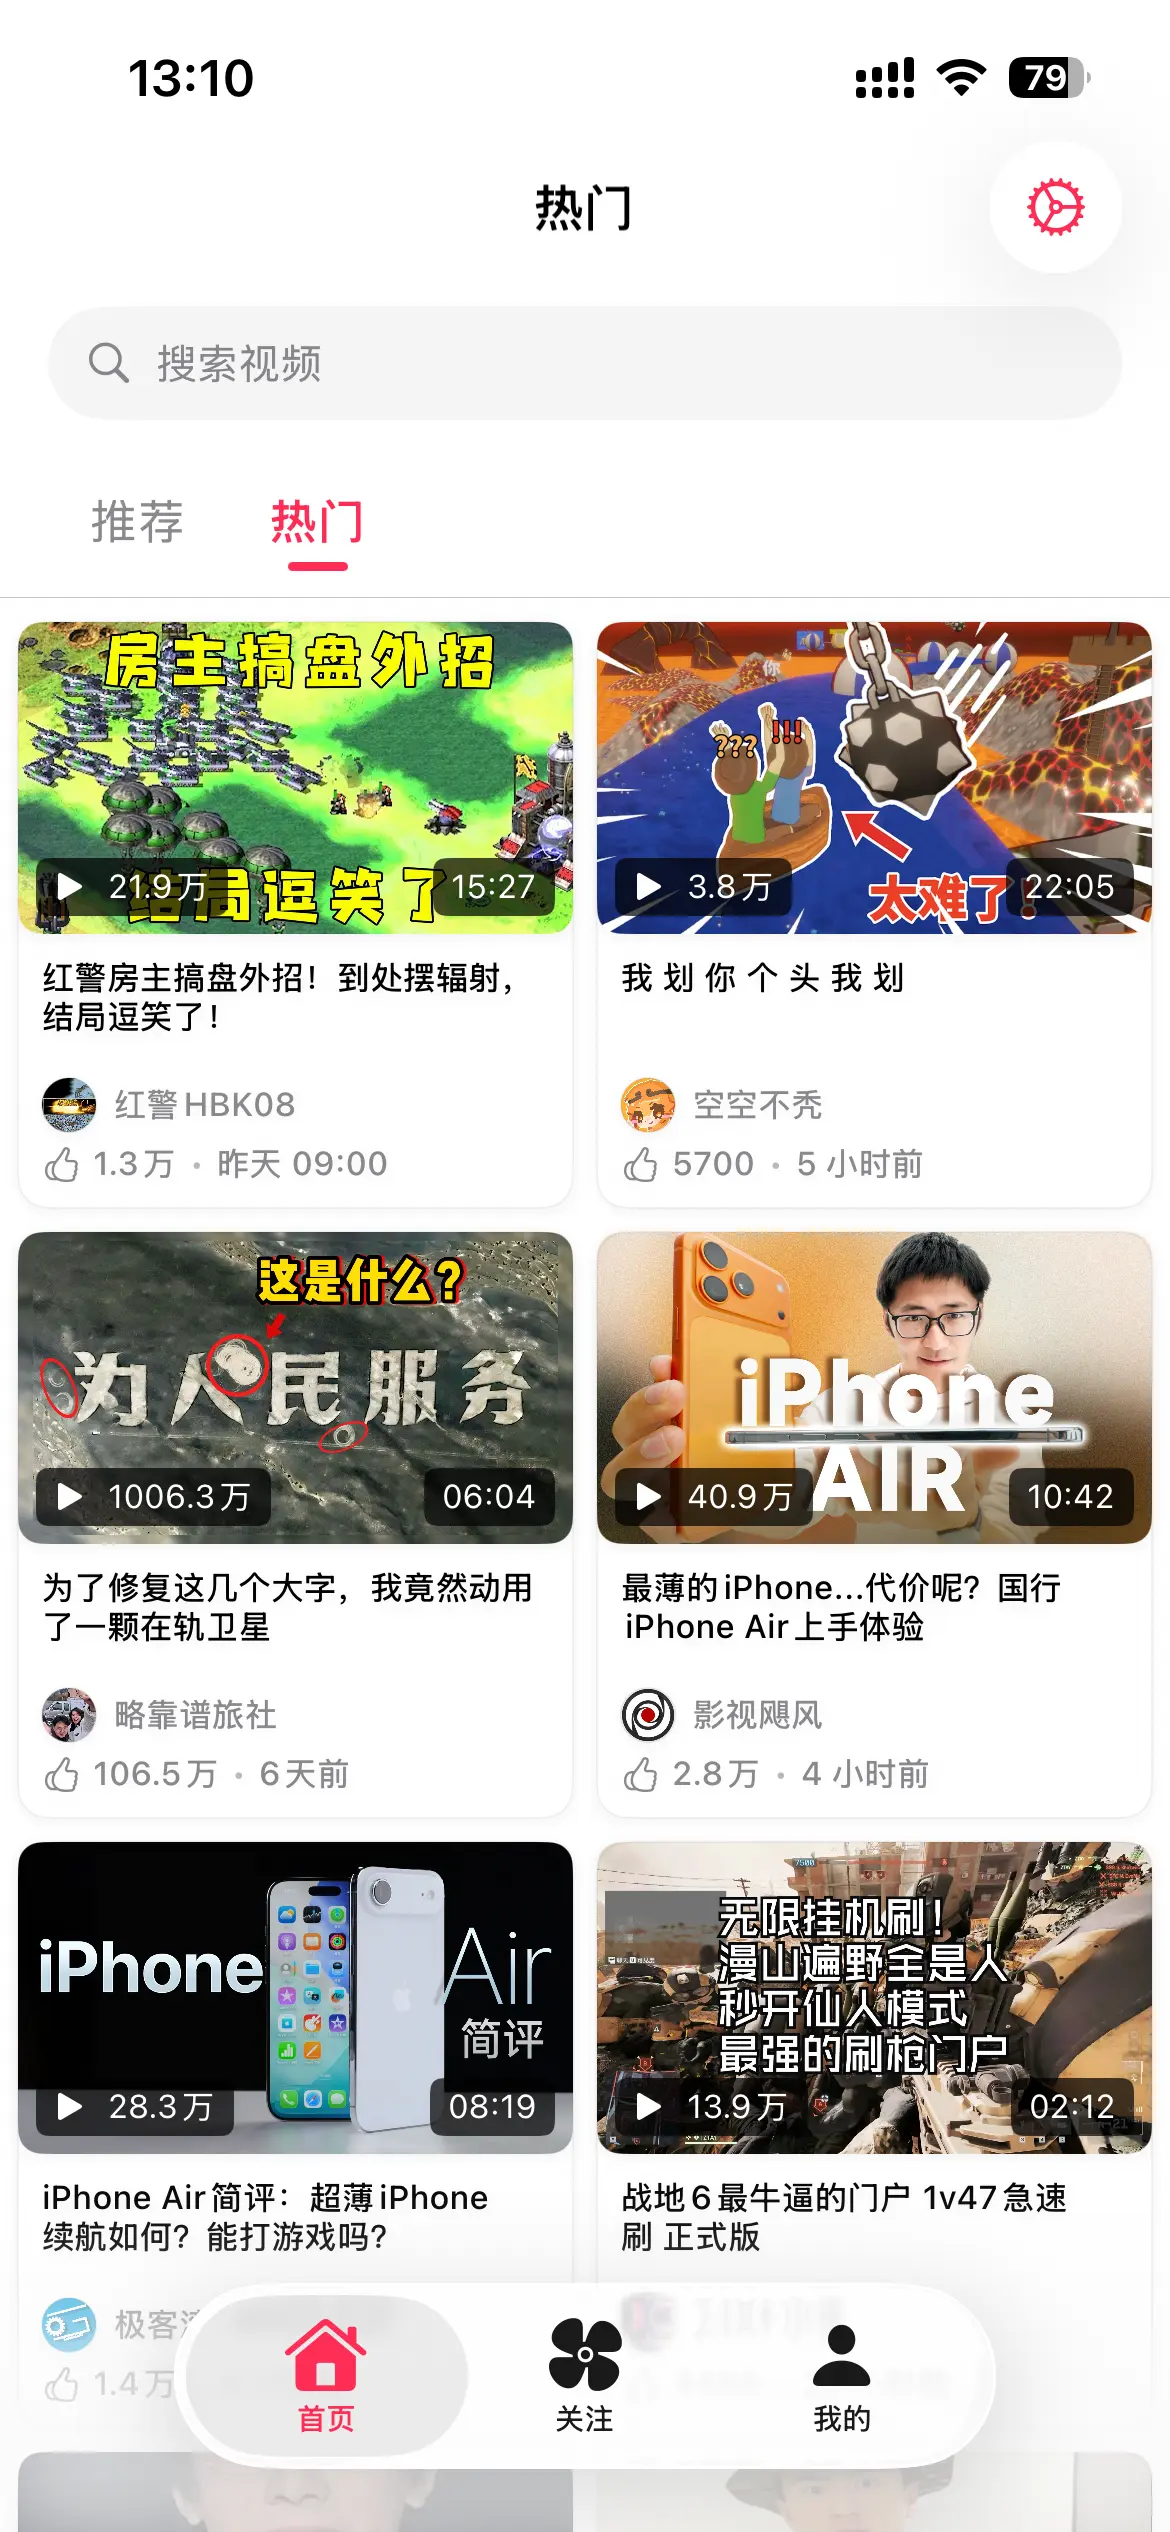 13:10
79
热门
搜索视频
推荐
热门
房主搞盘外招
结局逗笑了
21.9万
15:27
红警房主搞盘外招！到处摆辐射，
结局逗笑了！
红警HBK08
1.3万 · 昨天 09:00
你
???
!!!
太难了!
3.8万
22:05
我 划 你 个 头 我 划
空空不秃
5700 · 5 小时前
这是什么?
为人民服务
1006.3万
06:04
为了修复这几个大字，我竟然动用
了一颗在轨卫星
略靠谱旅社
106.5万 · 6天前
iPhone
AIR
40.9万
10:42
最薄的iPhone...代价呢？国行
iPhone Air上手体验
影视飓风
2.8万 · 4 小时前
iPhone Air
简评
28.3万
08:19
iPhone Air简评：超薄iPhone
续航如何？能打游戏吗？
极客
1.4万
7500
无限挂机刷！
漫山遍野全是人
秒开仙人模式
最强的刷枪门户
13.9万
02:12
战地6最牛逼的门户 1v47急速
刷 正式版
首页
关注
我的